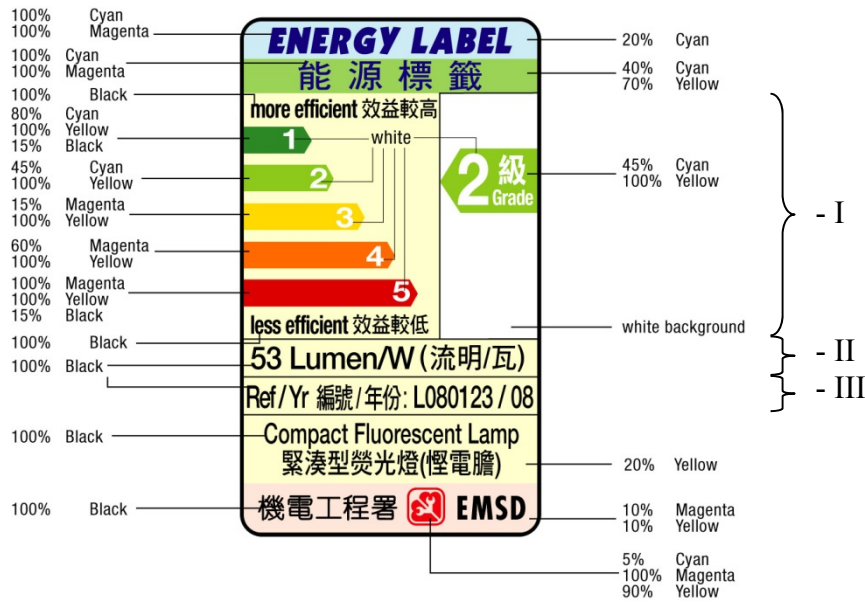 100% Cyan
100% Magenta
100% Cyan
100% Magenta
100% Black
80% Cyan
100% Yellow
15% Black
45% Cyan
100% Yellow
15% Magenta
100% Yellow
60% Magenta
100% Yellow
100% Magenta
100% Yellow
15% Black
100% Black
100% Black
100% Black
100% Black
ENERGY LABEL
能源標籤
more efficient 效益較高
1
white
2
3
4
5
less efficient 效益較低
2級
Grade
53 Lumen/W (流明/瓦)
Ref/Yr 編號/年份: L080123 / 08
Compact Fluorescent Lamp
緊湊型熒光燈(慳電膽)
機電工程署 EMSD
20% Cyan
40% Cyan
70% Yellow
45% Cyan
100% Yellow
white background
20% Yellow
10% Magenta
10% Yellow
5% Cyan
100% Magenta
90% Yellow
- I
- II
- III